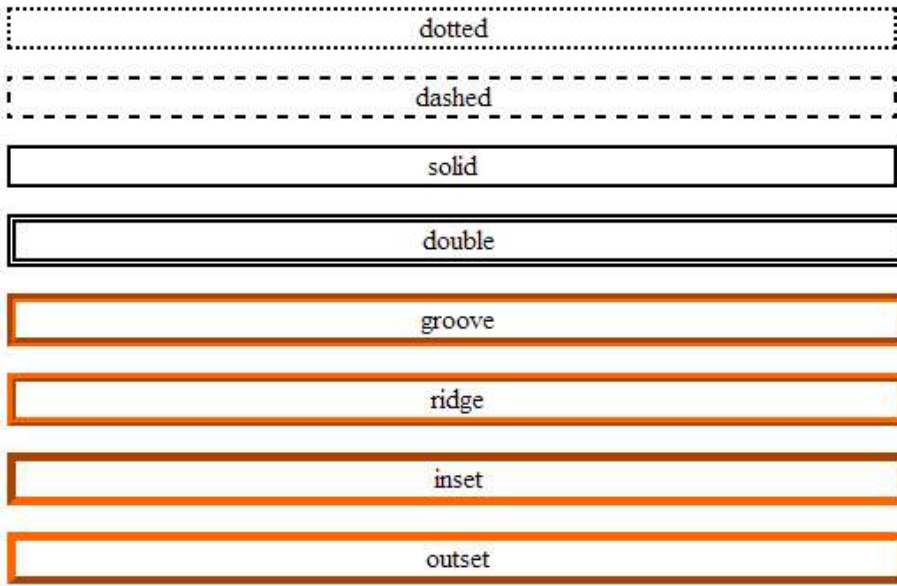 dotted
dashed
solid
double
groove
ridge
inset
outset